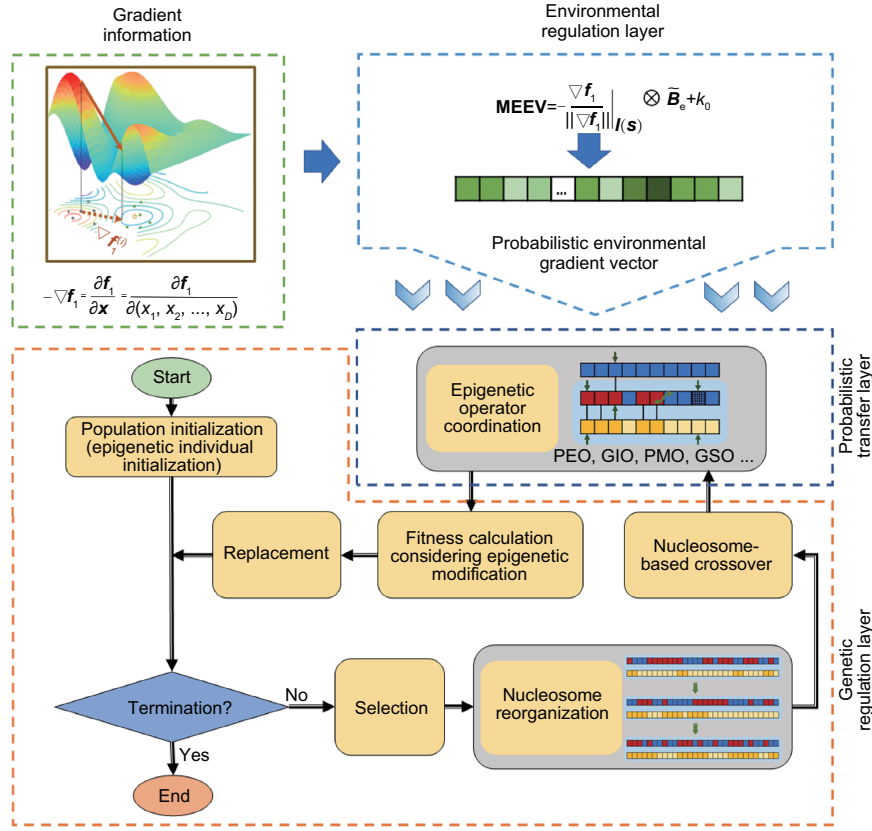 Gradient
information
Environmental
regulation layer
MEEV=-▽f₁/||▽f₁|| |I(s) ⊗ B̃ₑ+k₀
...
▽f₁⁽ⁱ⁾
Probabilistic environmental
gradient vector
-▽f₁=∂f₁/∂x=∂f₁/∂(x₁, x₂, ..., x_D)
Start
Population initialization
(epigenetic individual
initialization)
Epigenetic
operator
coordination
PEO, GIO, PMO, GSO ...
Probabilistic
transfer layer
Replacement
Fitness calculation
considering epigenetic
modification
Nucleosome-
based crossover
Termination?
No
Selection
Nucleosome
reorganization
Genetic
regulation layer
Yes
End